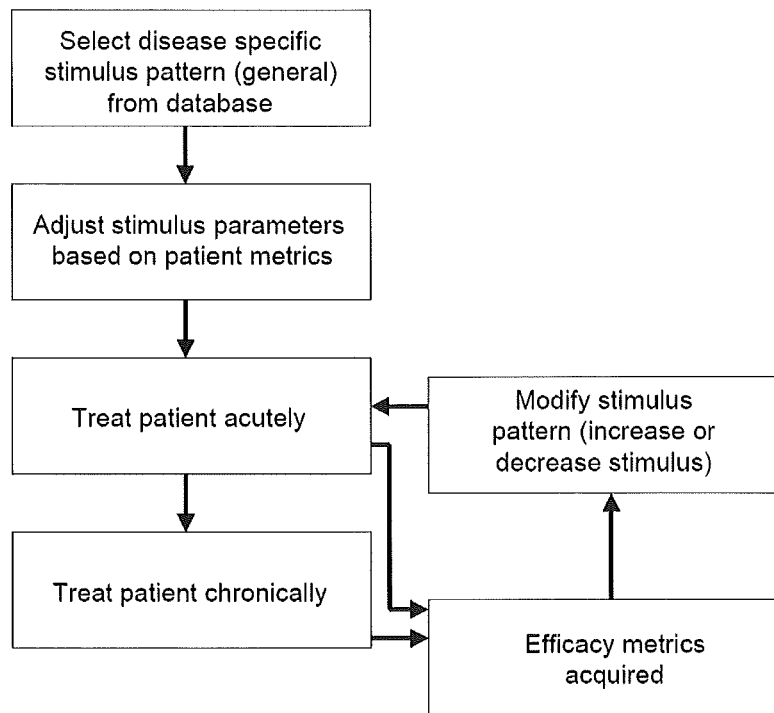 Select disease specific
stimulus pattern (general)
from database
Adjust stimulus parameters
based on patient metrics
Treat patient acutely
Modify stimulus
pattern (increase or
decrease stimulus)
Treat patient chronically
Efficacy metrics
acquired